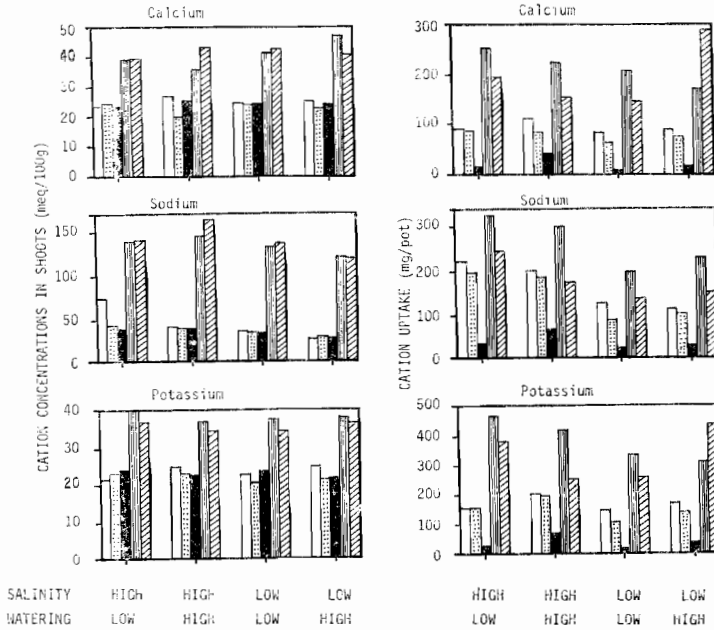 Calcium
50
40
30
20
10
0
Sodium
150
100
50
0
Potassium
40
30
20
10
0
CATION CONCENTRATIONS IN SHOOTS (meq/100g)
SALINITY HIGH HIGH LOW LOW
WATERING LOW HIGH LOW HIGH
Calcium
300
200
100
0
Sodium
300
200
100
0
Potassium
500
400
300
200
100
0
CATION UPTAKE (mg/pot)
HIGH HIGH LOW LOW
LOW HIGH LOW HIGH